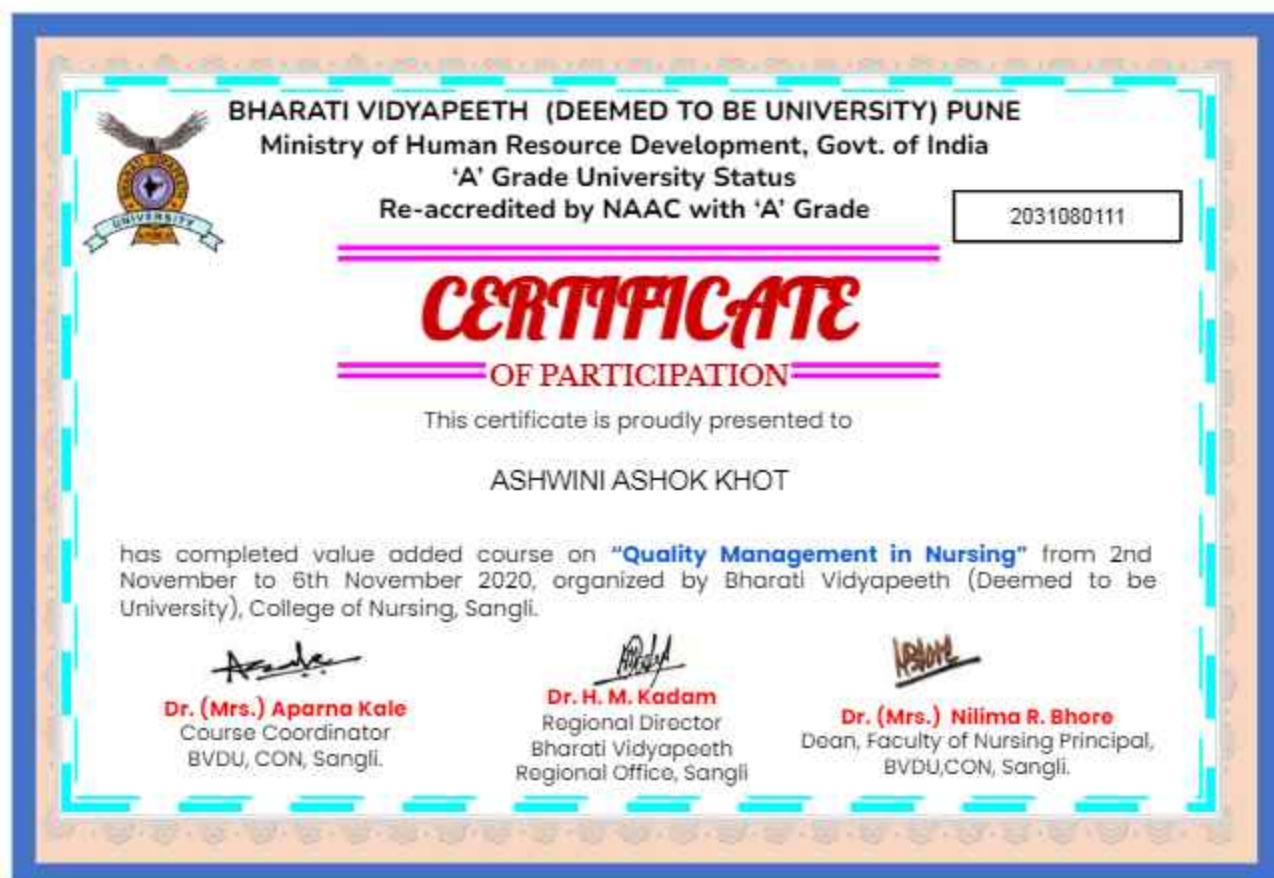 BHARATI VIDYAPEETH (DEEMED TO BE UNIVERSITY) PUNE
Ministry of Human Resource Development, Govt. of India
‘A’ Grade University Status
Re-accredited by NAAC with ‘A’ Grade
2031080111
BHARATI VIDYAPEETH
UNIVERSITY
CERTIFICATE
OF PARTICIPATION
This certificate is proudly presented to
ASHWINI ASHOK KHOT
has completed value added course on “Quality Management in Nursing” from 2nd
November to 6th November 2020, organized by Bharati Vidyapeeth (Deemed to be
University), College of Nursing, Sangli.
Dr. (Mrs.) Aparna Kale
Course Coordinator
BVDU, CON, Sangli.
Dr. H. M. Kadam
Regional Director
Bharati Vidyapeeth
Regional Office, Sangli
Dr. (Mrs.) Nilima R. Bhore
Dean, Faculty of Nursing Principal,
BVDU,CON, Sangli.